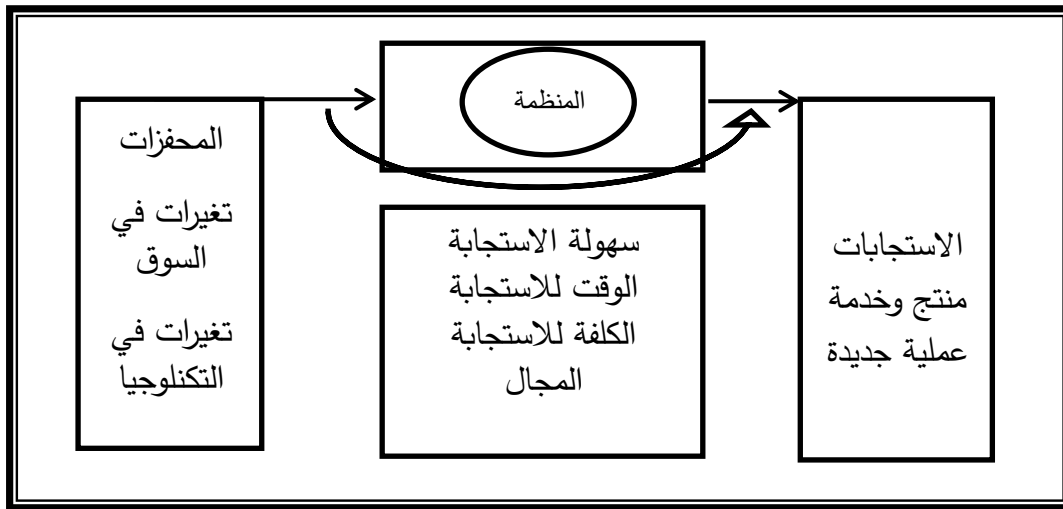 المنظمة
المحفزات
تغيرات في
السوق
تغيرات في
التكنلوجيا
سهولة الاستجابة
الوقت للاستجابة
الكلفة للاستجابة
المجال
الاستجابات
منتج وخدمة
عملية جديدة